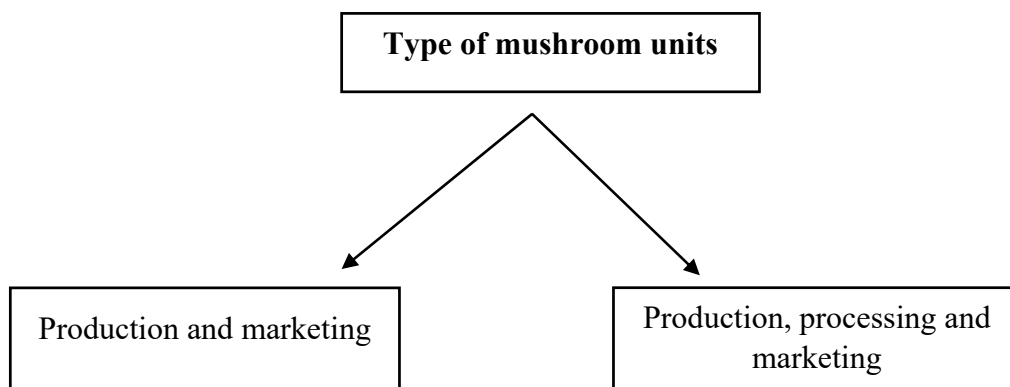 Type of mushroom units
Production and marketing
Production, processing and
marketing